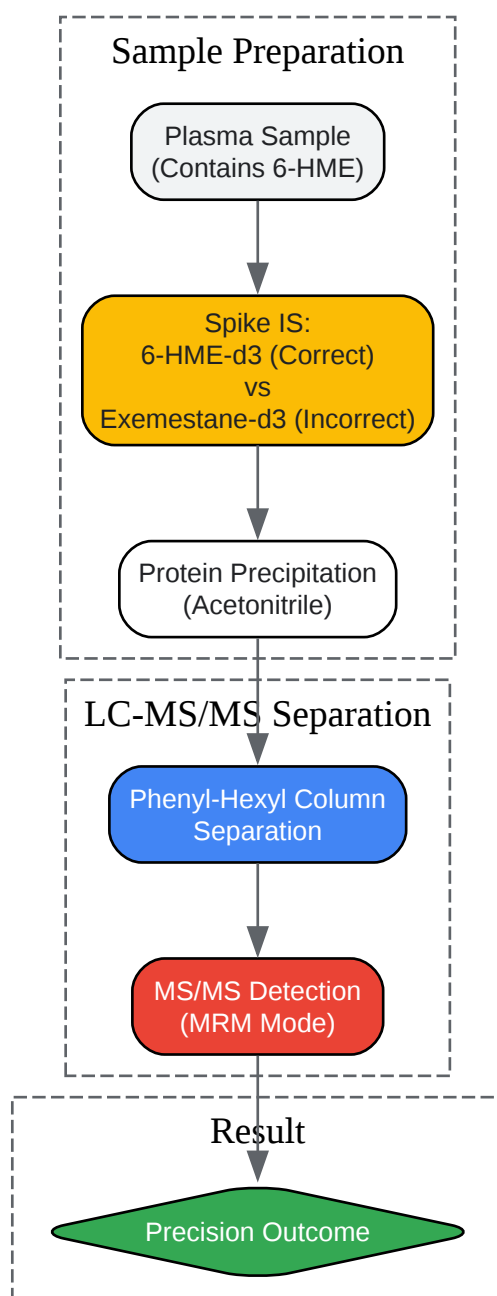 Sample Preparation
Plasma Sample
(Contains 6-HME)
Spike IS:
6-HME-d3 (Correct)
vs
Exemestane-d3 (Incorrect)
Protein Precipitation
(Acetonitrile)
LC-MS/MS Separation
Phenyl-Hexyl Column
Separation
MS/MS Detection
(MRM Mode)
Result
Precision Outcome